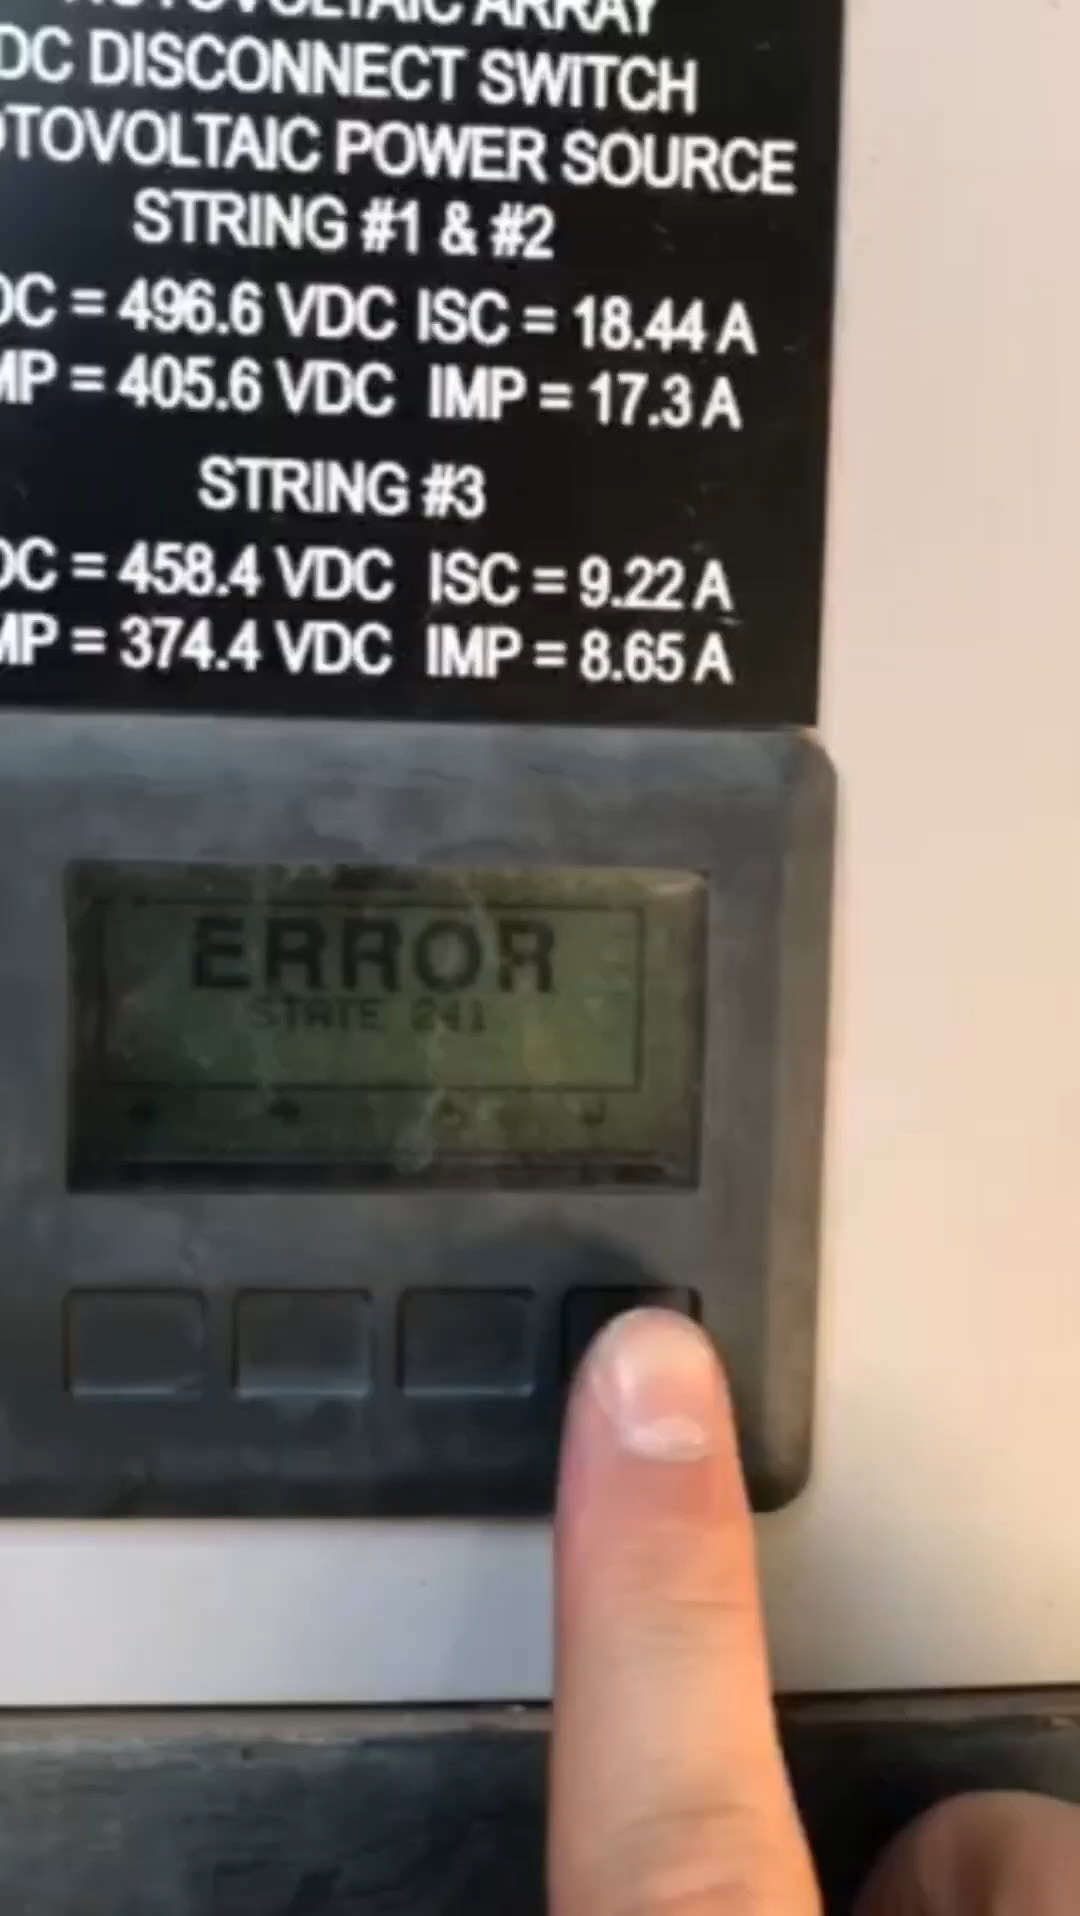 PHOTOVOLTAIC ARRAY
DC DISCONNECT SWITCH
OTOVOLTAIC POWER SOURCE
STRING #1 & #2
OC = 496.6 VDC ISC = 18.44 A
MP = 405.6 VDC IMP = 17.3 A
STRING #3
OC = 458.4 VDC ISC = 9.22 A
MP = 374.4 VDC IMP = 8.65 A
ERROR
STATE 241